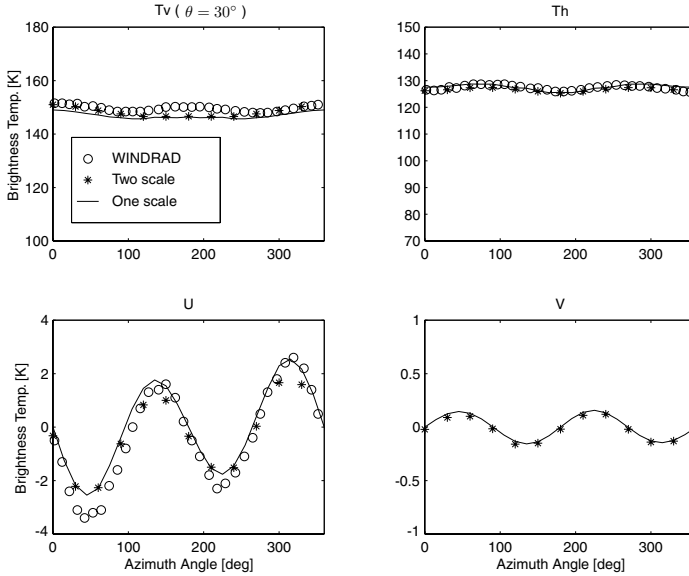 Tv ( θ = 30° )
Brightness Temp. [K]
180
160
140
120
100
0 100 200 300
WINDRAD
Two scale
One scale
Th
180
170
160
150
140
130
120
110
100
90
80
70
0 100 200 300
U
Brightness Temp. [K]
4
2
0
-2
-4
0 100 200 300
Azimuth Angle [deg]
V
1
0.5
0
-0.5
-1
0 100 200 300
Azimuth Angle [deg]